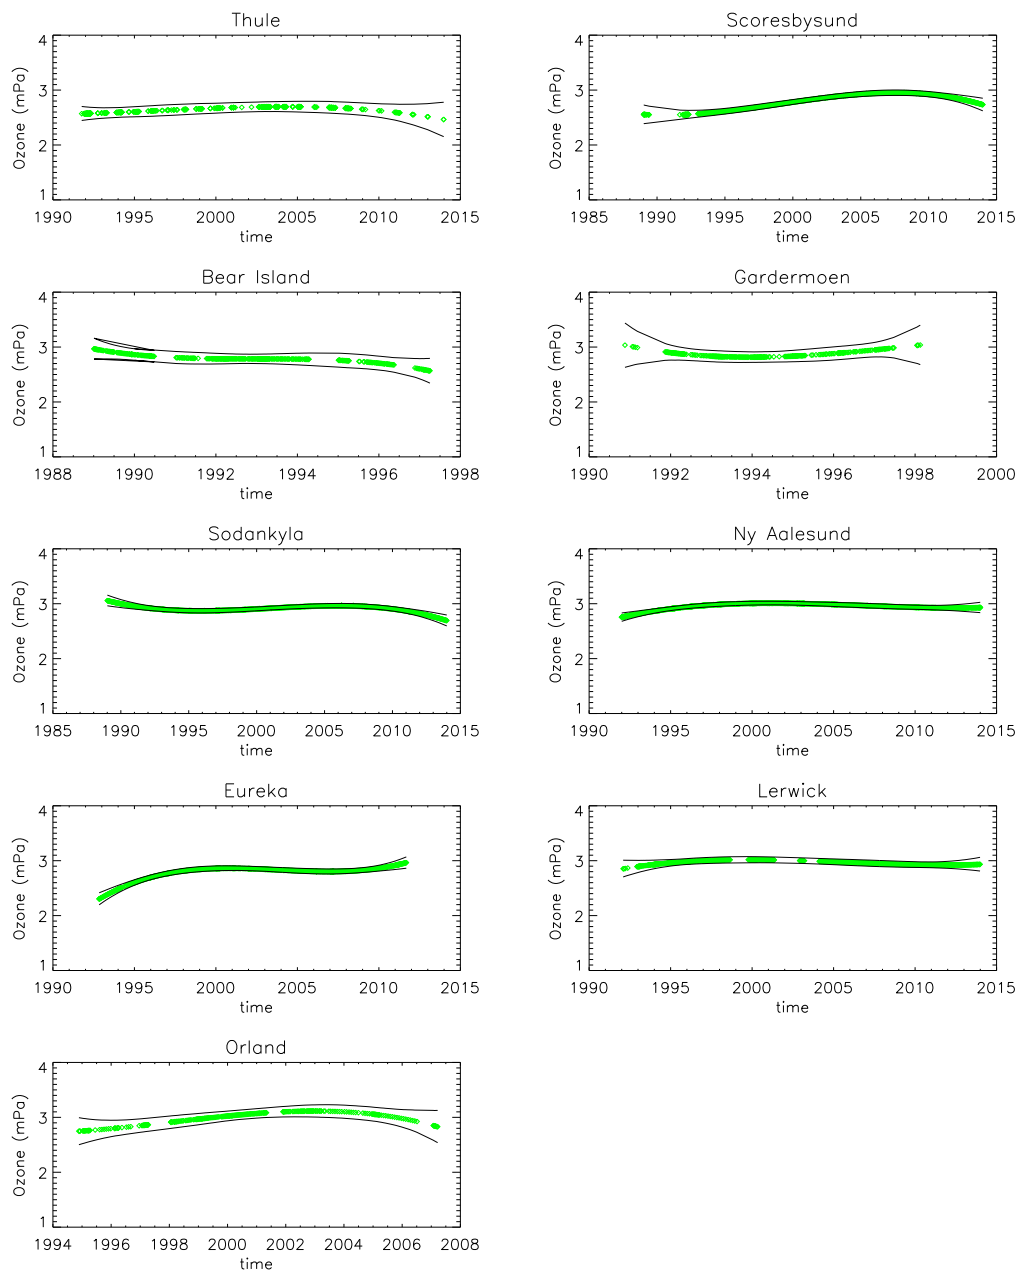 Thule
Ozone (mPa)
4
3
2
1
1990 1995 2000 2005 2010 2015
time
Scoresbysund
Ozone (mPa)
4
3
2
1
1985 1990 1995 2000 2005 2010 2015
time
Bear Island
Ozone (mPa)
4
3
2
1
1988 1990 1992 1994 1996 1998
time
Gardermoen
Ozone (mPa)
4
3
2
1
1990 1992 1994 1996 1998 2000
time
Sodankyla
Ozone (mPa)
4
3
2
1
1985 1990 1995 2000 2005 2010 2015
time
Ny Aalesund
Ozone (mPa)
4
3
2
1
1990 1995 2000 2005 2010 2015
time
Eureka
Ozone (mPa)
4
3
2
1
1990 1995 2000 2005 2010 2015
time
Lerwick
Ozone (mPa)
4
3
2
1
1990 1995 2000 2005 2010 2015
time
Orland
Ozone (mPa)
4
3
2
1
1994 1996 1998 2000 2002 2004 2006 2008
time